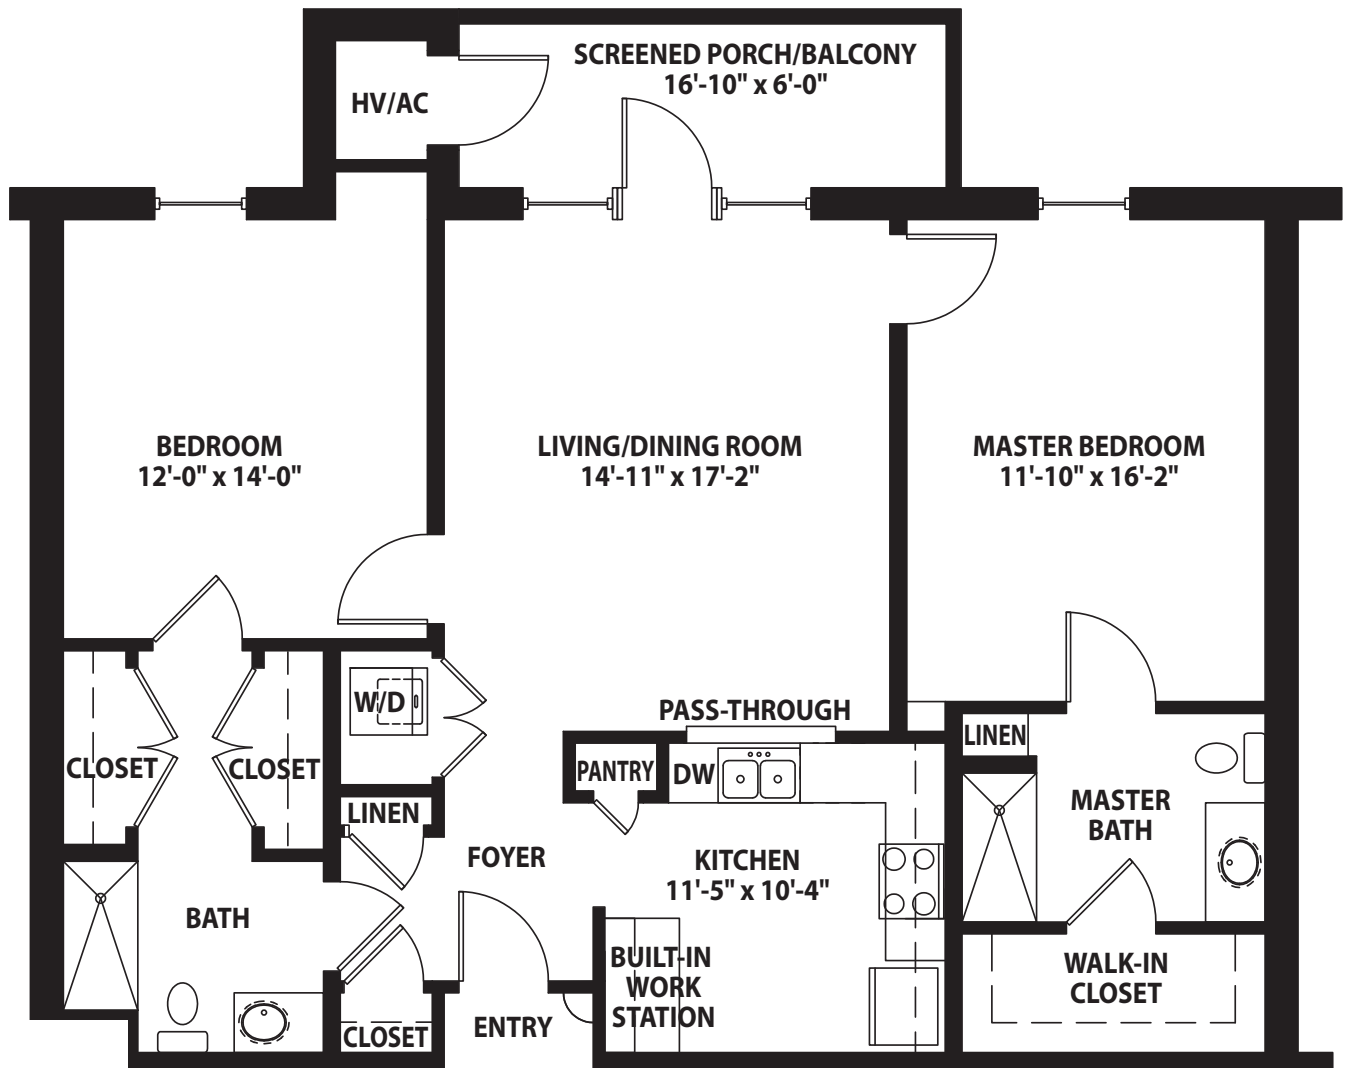 SCREENED PORCH/BALCONY
16'-10" x 6'-0"
HV/AC
BEDROOM
12'-0" x 14'-0"
LIVING/DINING ROOM
14'-11" x 17'-2"
MASTER BEDROOM
11'-10" x 16'-2"
W/D
PASS-THROUGH
LINEN
CLOSET
CLOSET
PANTRY
DW
LINEN
MASTER
BATH
FOYER
KITCHEN
11'-5" x 10'-4"
BATH
BUILT-IN
WORK
STATION
WALK-IN
CLOSET
ENTRY
CLOSET